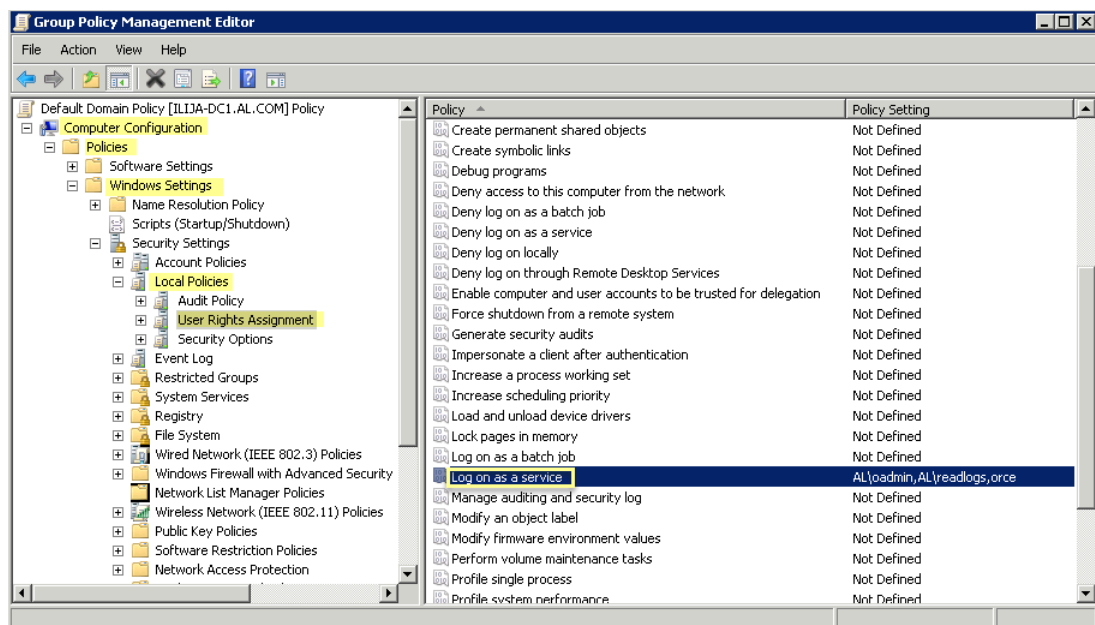 Group Policy Management Editor
File Action View Help
Default Domain Policy [ILIJA-DC1.AL.COM] Policy
Computer Configuration
Policies
Software Settings
Windows Settings
Name Resolution Policy
Scripts (Startup/Shutdown)
Security Settings
Account Policies
Local Policies
Audit Policy
User Rights Assignment
Security Options
Event Log
Restricted Groups
System Services
Registry
File System
Wired Network (IEEE 802.3) Policies
Windows Firewall with Advanced Security
Network List Manager Policies
Wireless Network (IEEE 802.11) Policies
Public Key Policies
Software Restriction Policies
Network Access Protection
Policy Policy Setting
Create permanent shared objects Not Defined
Create symbolic links Not Defined
Debug programs Not Defined
Deny access to this computer from the network Not Defined
Deny log on as a batch job Not Defined
Deny log on as a service Not Defined
Deny log on locally Not Defined
Deny log on through Remote Desktop Services Not Defined
Enable computer and user accounts to be trusted for delegation Not Defined
Force shutdown from a remote system Not Defined
Generate security audits Not Defined
Impersonate a client after authentication Not Defined
Increase a process working set Not Defined
Increase scheduling priority Not Defined
Load and unload device drivers Not Defined
Lock pages in memory Not Defined
Log on as a batch job Not Defined
Log on as a service AL\oadmin,AL\readlogs,orce
Manage auditing and security log Not Defined
Modify an object label Not Defined
Modify firmware environment values Not Defined
Perform volume maintenance tasks Not Defined
Profile single process Not Defined
Profile system performance Not Defined